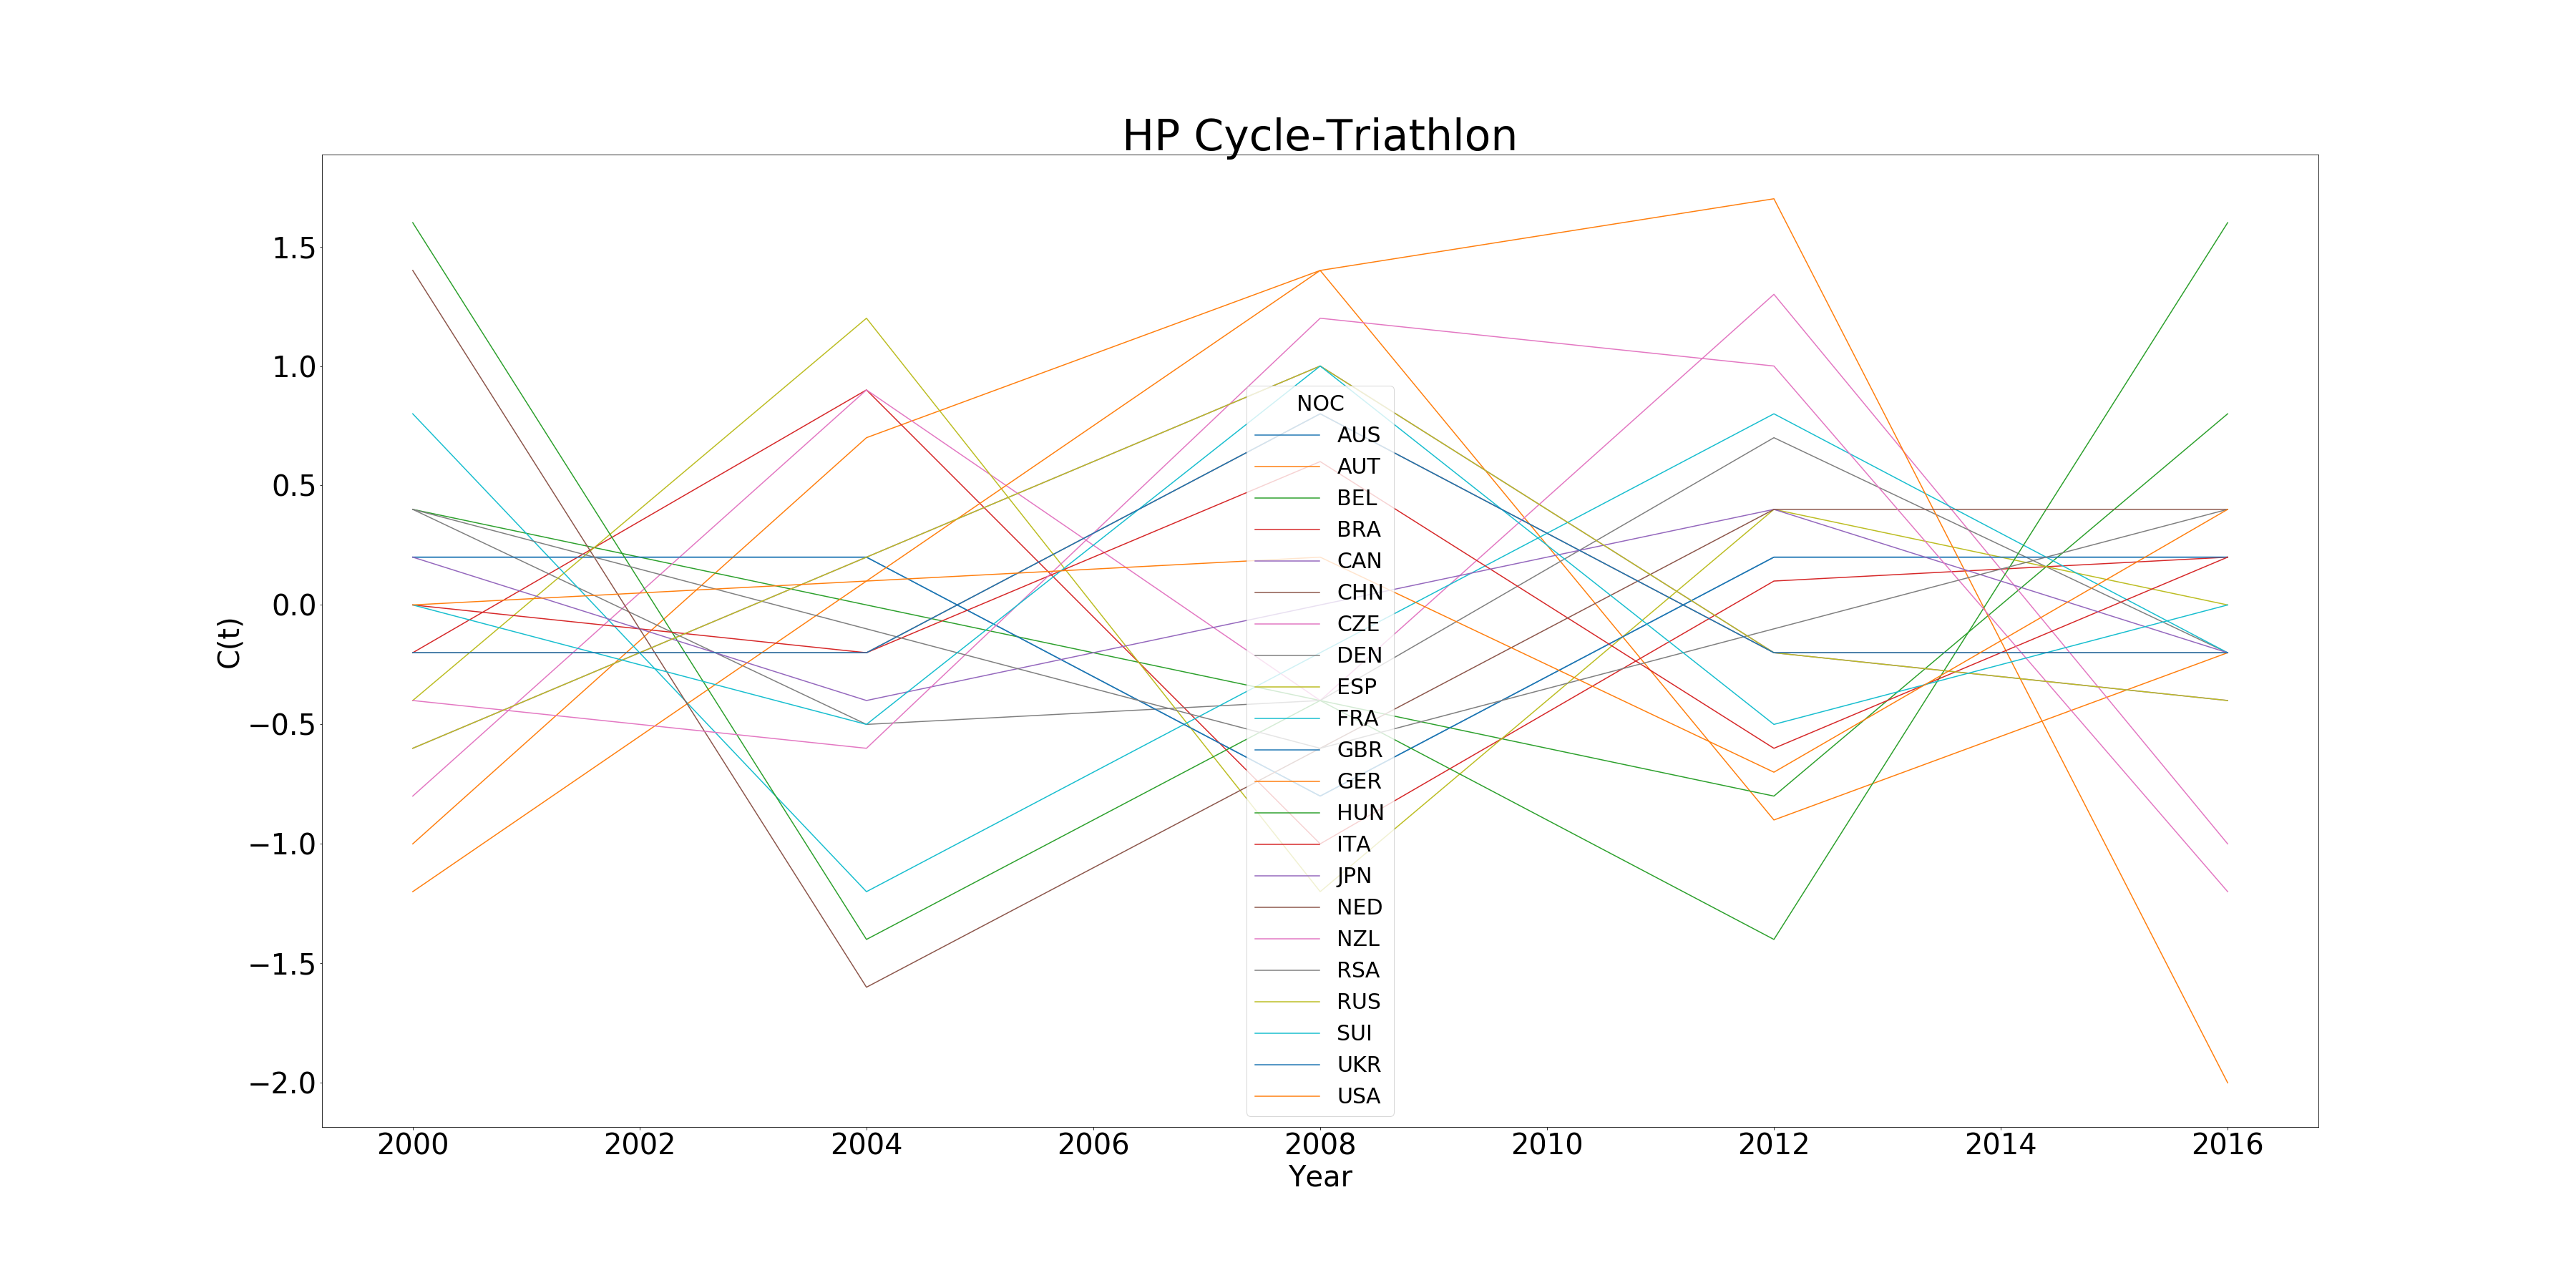 HP Cycle-Triathlon
C(t)
1.5
1.0
0.5
0.0
−0.5
−1.0
−1.5
−2.0
NOC
AUS
AUT
BEL
BRA
CAN
CHN
CZE
DEN
ESP
FRA
GBR
GER
HUN
ITA
JPN
NED
NZL
RSA
RUS
SUI
UKR
USA
2000 2002 2004 2006 2008 2010 2012 2014 2016
Year